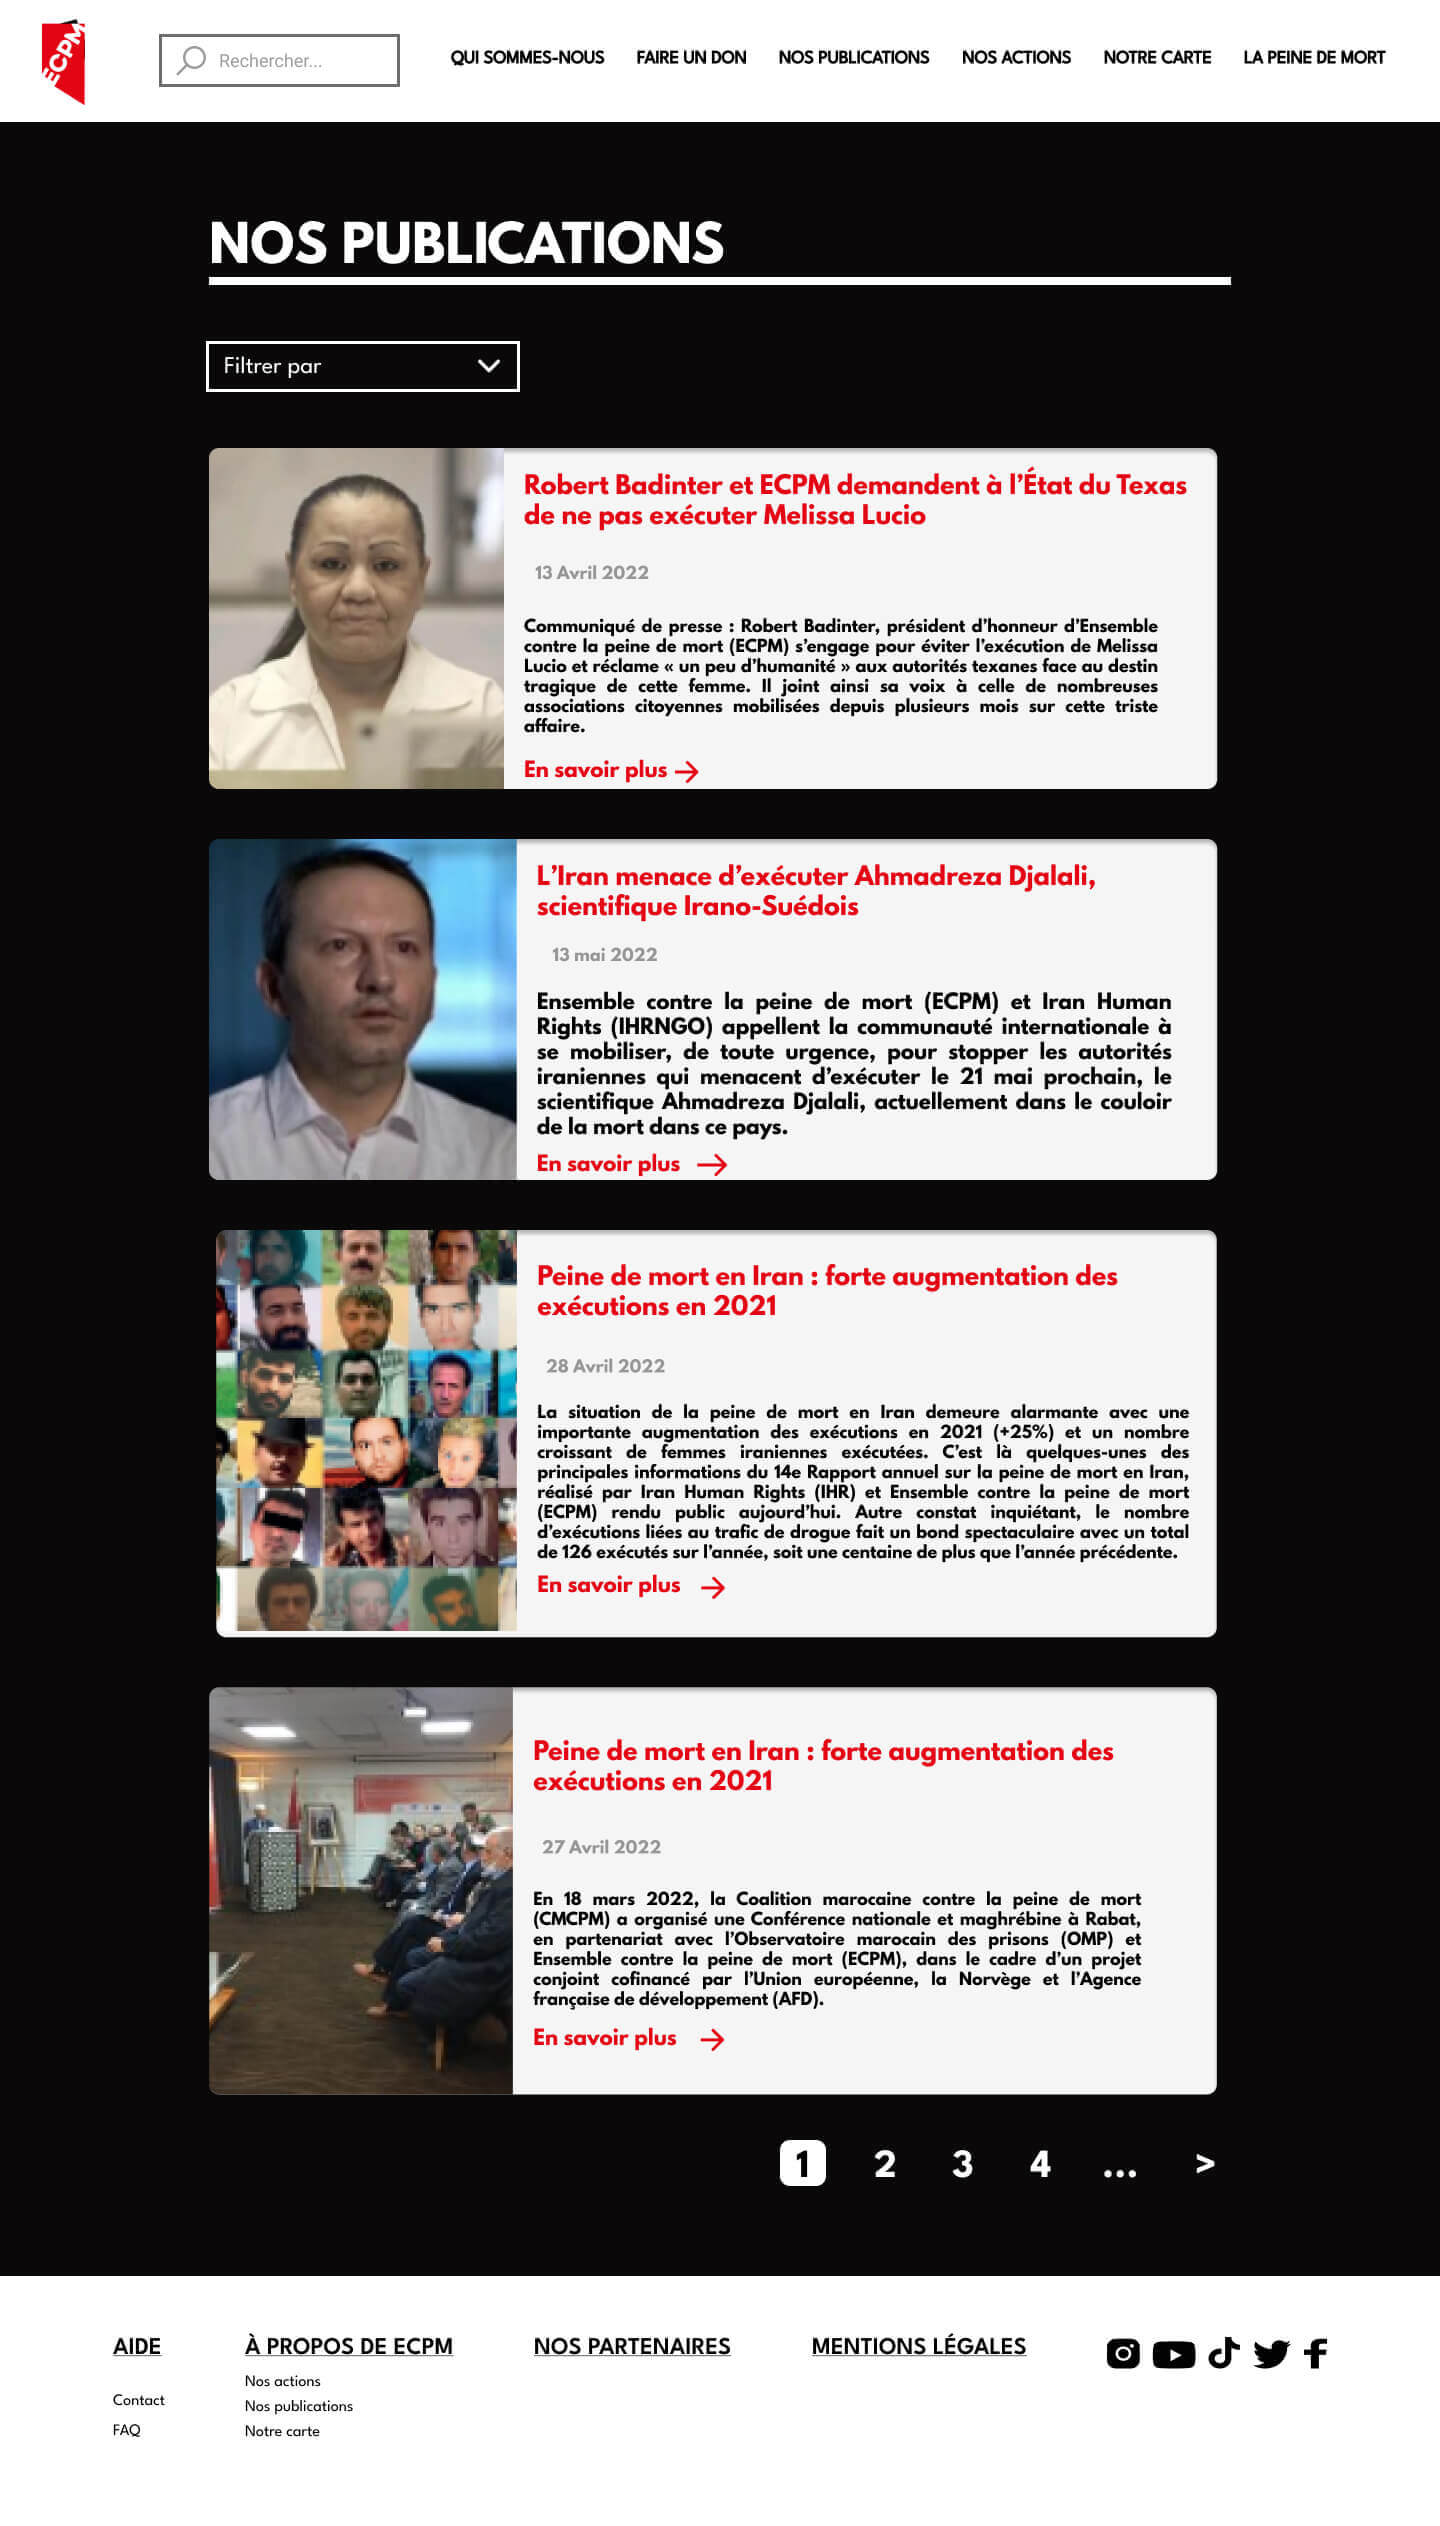 ECPM
Rechercher...
QUI SOMMES-NOUS
FAIRE UN DON
NOS PUBLICATIONS
NOS ACTIONS
NOTRE CARTE
LA PEINE DE MORT
NOS PUBLICATIONS
Filtrer par
Robert Badinter et ECPM demandent à l’État du Texas
de ne pas exécuter Melissa Lucio
13 Avril 2022
Communiqué de presse : Robert Badinter, président d’honneur d’Ensemble
contre la peine de mort (ECPM) s’engage pour éviter l’exécution de Melissa
Lucio et réclame « un peu d’humanité » aux autorités texanes face au destin
tragique de cette femme. Il joint ainsi sa voix à celle de nombreuses
associations citoyennes mobilisées depuis plusieurs mois sur cette triste
affaire.
En savoir plus
L’Iran menace d’exécuter Ahmadreza Djalali,
scientifique Irano-Suédois
13 mai 2022
Ensemble contre la peine de mort (ECPM) et Iran Human
Rights (IHRNGO) appellent la communauté internationale à
se mobiliser, de toute urgence, pour stopper les autorités
iraniennes qui menacent d’exécuter le 21 mai prochain, le
scientifique Ahmadreza Djalali, actuellement dans le couloir
de la mort dans ce pays.
En savoir plus
Peine de mort en Iran : forte augmentation des
exécutions en 2021
28 Avril 2022
La situation de la peine de mort en Iran demeure alarmante avec une
importante augmentation des exécutions en 2021 (+25%) et un nombre
croissant de femmes iraniennes exécutées. C’est là quelques-unes des
principales informations du 14e Rapport annuel sur la peine de mort en Iran,
réalisé par Iran Human Rights (IHR) et Ensemble contre la peine de mort
(ECPM) rendu public aujourd’hui. Autre constat inquiétant, le nombre
d’exécutions liées au trafic de drogue fait un bond spectaculaire avec un total
de 126 exécutés sur l’année, soit une centaine de plus que l’année précédente.
En savoir plus
Peine de mort en Iran : forte augmentation des
exécutions en 2021
27 Avril 2022
En 18 mars 2022, la Coalition marocaine contre la peine de mort
(CMCPM) a organisé une Conférence nationale et maghrébine à Rabat,
en partenariat avec l’Observatoire marocain des prisons (OMP) et
Ensemble contre la peine de mort (ECPM), dans le cadre d’un projet
conjoint cofinancé par l’Union européenne, la Norvège et l’Agence
française de développement (AFD).
En savoir plus
1 2 3 4 ... >
AIDE
Contact
FAQ
À PROPOS DE ECPM
Nos actions
Nos publications
Notre carte
NOS PARTENAIRES
MENTIONS LÉGALES